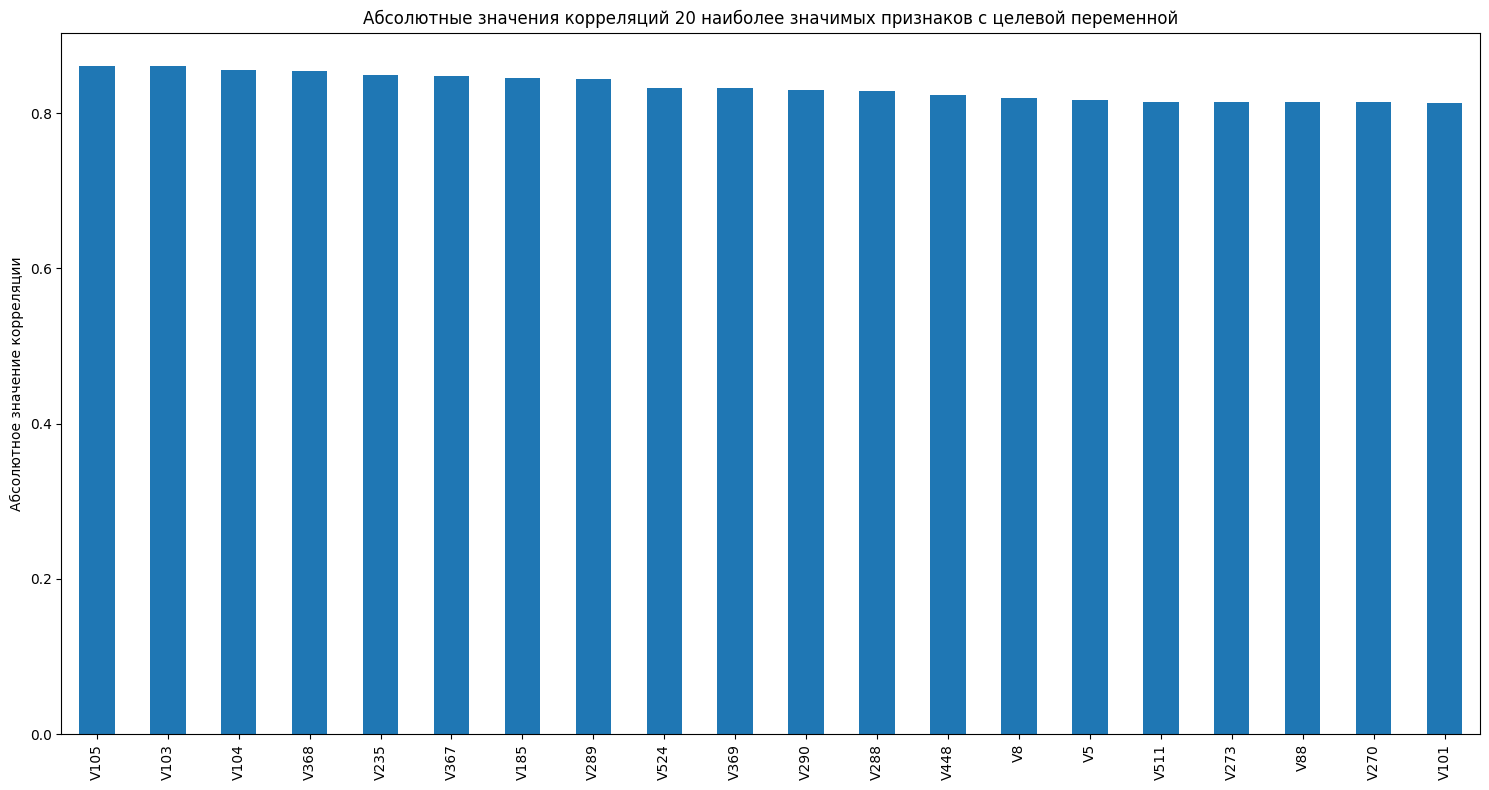 Абсолютные значения корреляций 20 наиболее значимых признаков с целевой переменной
Абсолютное значение корреляции
0.8
0.6
0.4
0.2
0.0
V105
V103
V104
V368
V235
V367
V185
V289
V524
V369
V290
V288
V448
V8
V5
V511
V273
V88
V270
V101